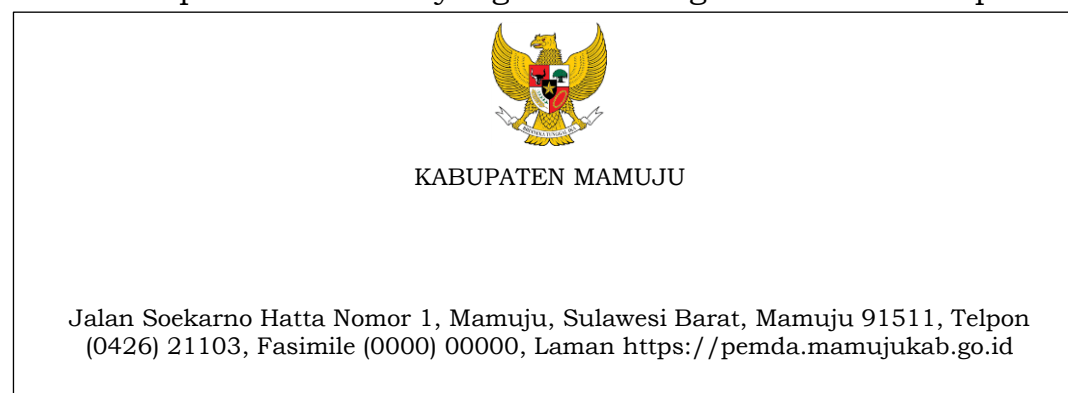 KABUPATEN MAMUJU
Jalan Soekarno Hatta Nomor 1, Mamuju, Sulawesi Barat, Mamuju 91511, Telpon
(0426) 21103, Fasimile (0000) 00000, Laman https://pemda.mamujukab.go.id